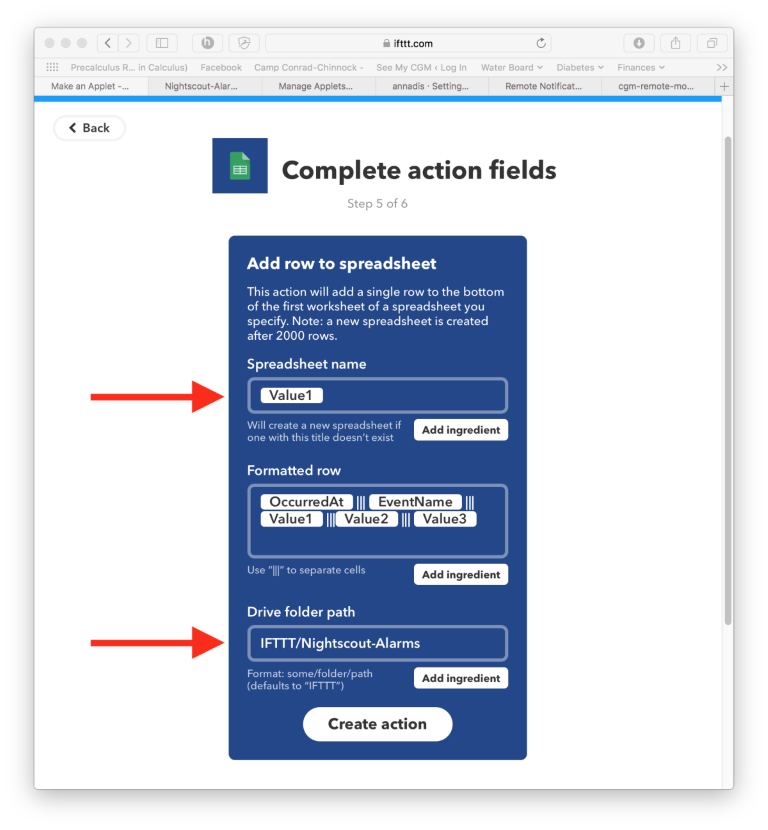 ifttt.com
Precalculus R... in Calculus) Facebook Camp Conrad-Chinnock - See My CGM ‹ Log In Water Board Diabetes Finances >>
Make an Applet -... Nightscout-Alar... Manage Applets... annadis · Setting... Remote Notificat... cgm-remote-mo... +
Back
Complete action fields
Step 5 of 6
Add row to spreadsheet
This action will add a single row to the bottom
of the first worksheet of a spreadsheet you
specify. Note: a new spreadsheet is created
after 2000 rows.
Spreadsheet name
Value1
Will create a new spreadsheet if
one with this title doesn't exist
Add ingredient
Formatted row
OccurredAt ||| EventName |||
Value1 ||| Value2 ||| Value3
Use "|||" to separate cells
Add ingredient
Drive folder path
IFTTT/Nightscout-Alarms
Format: some/folder/path
(defaults to "IFTTT")
Add ingredient
Create action